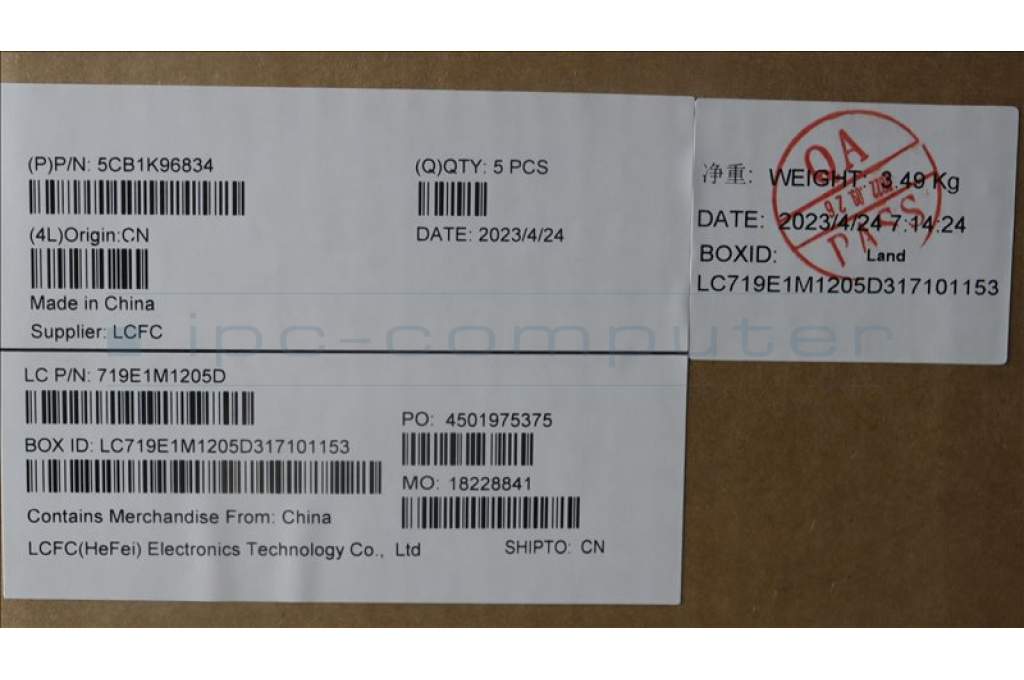 (P)P/N: 5CB1K96834
(Q)QTY: 5 PCS
(4L)Origin:CN
DATE: 2023/4/24
Made in China
Supplier: LCFC
净重: WEIGHT: 3.49 Kg
DATE: 2023/4/24 7:14:24
BOXID: Land
LC719E1M1205D317101153
QA
PASS
ipc-computer
LC P/N: 719E1M1205D
PO: 4501975375
BOX ID: LC719E1M1205D317101153
MO: 18228841
Contains Merchandise From: China
LCFC(HeFei) Electronics Technology Co., Ltd
SHIPTO: CN